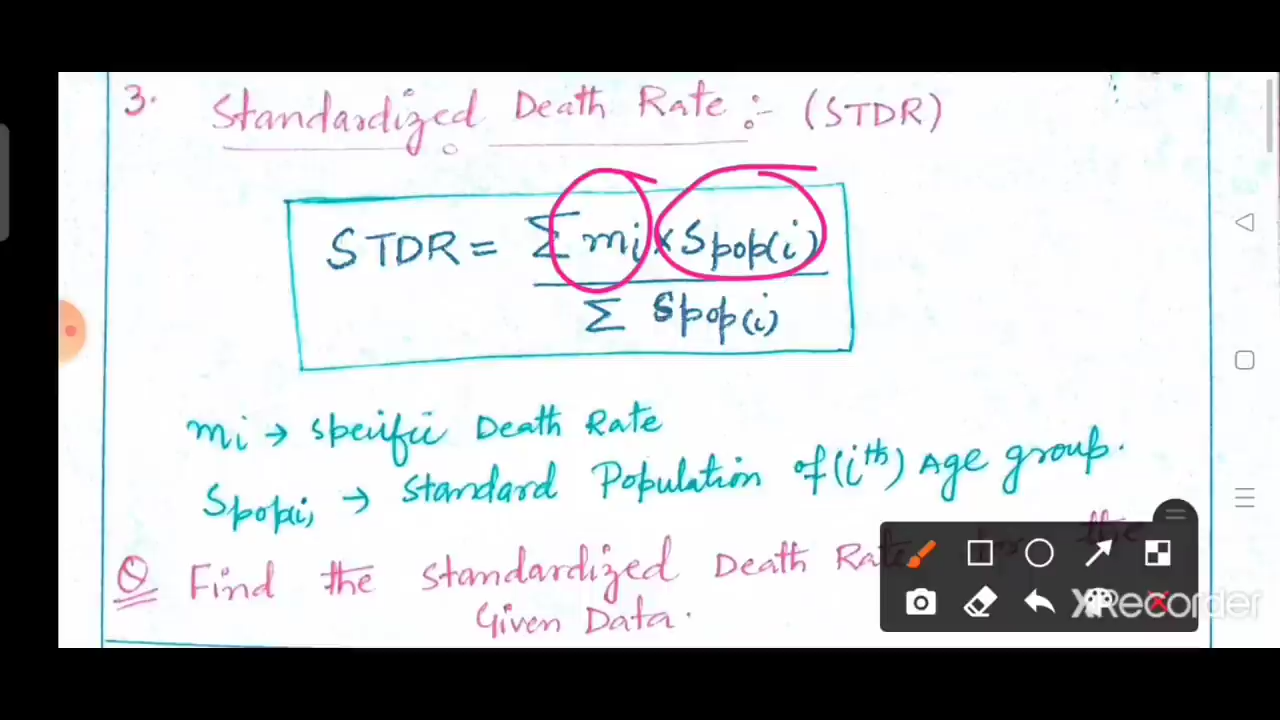 3. Standardized Death Rate :- (STDR)
STDR = Σ mi × Spop(i)
Σ Spop(i)
mi → Specific Death Rate
Spop(i) → Standard Population of (ith) Age group.
Q Find the Standardized Death Rate the
Given Data.
XRecorder